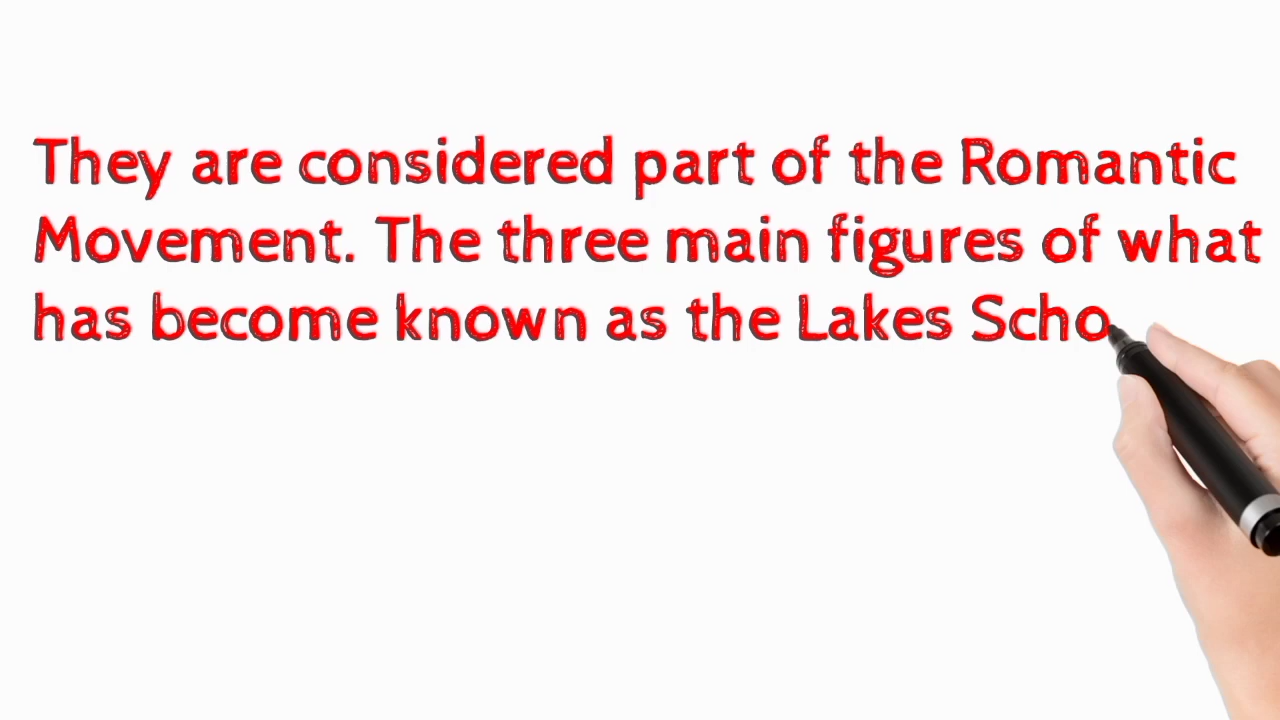 They are considered part of the Romantic
Movement. The three main figures of what
has become known as the Lakes Scho